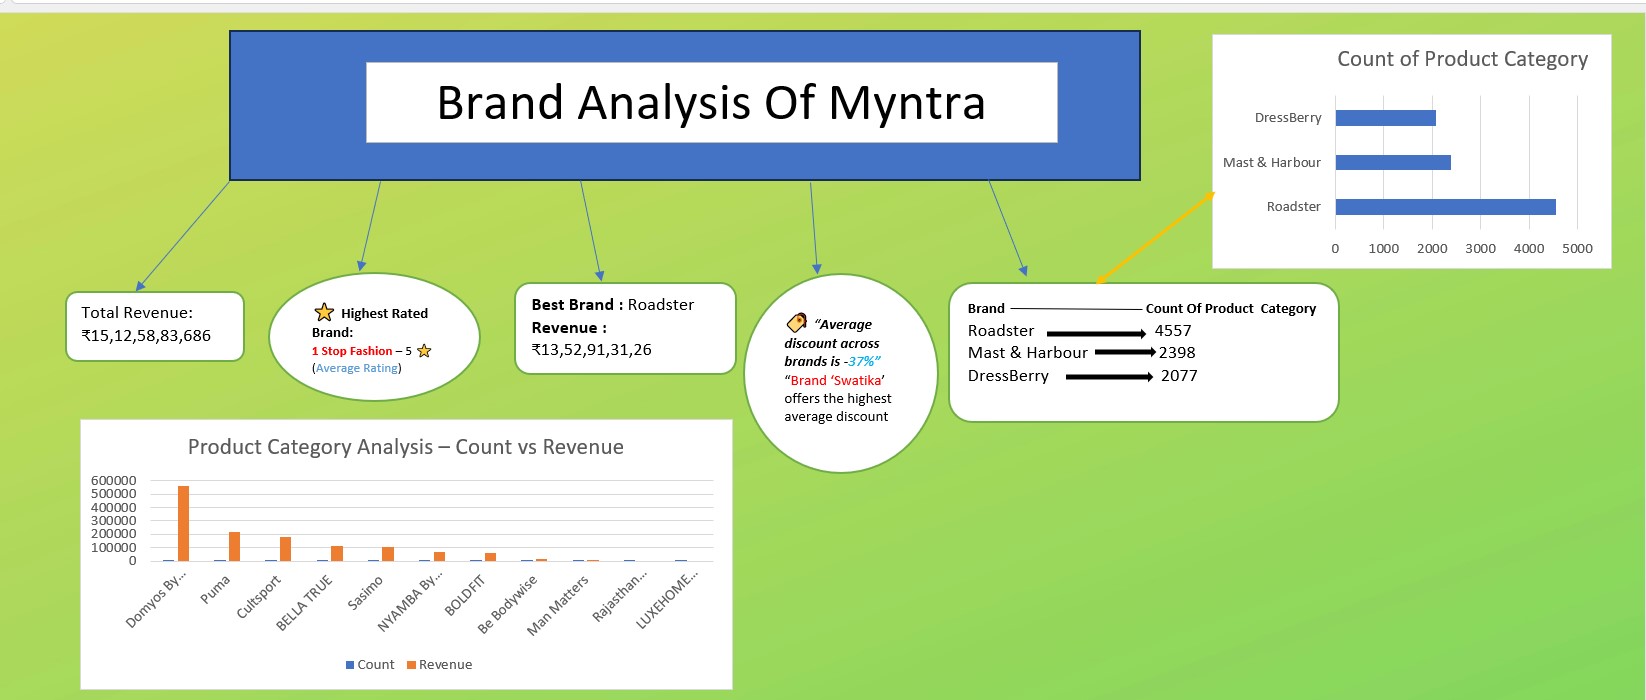 Brand Analysis Of Myntra
Count of Product Category
DressBerry
Mast & Harbour
Roadster
0 1000 2000 3000 4000 5000
Total Revenue:
₹15,12,58,83,686
⭐ Highest Rated
Brand:
1 Stop Fashion – 5 ⭐
(Average Rating)
Best Brand : Roadster
Revenue :
₹13,52,91,31,26
“Average
discount across
brands is -37%”
“Brand ‘Swatika’
offers the highest
average discount
Brand Count Of Product Category
Roadster 4557
Mast & Harbour 2398
DressBerry 2077
Product Category Analysis – Count vs Revenue
600000
500000
400000
300000
200000
100000
0
Domyos By...
Puma
Cultsport
BELLA TRUE
Sasimo
NYAMBA By...
BOLDFIT
Be Bodywise
Man Matters
Rajasthan...
LUXEHOME...
Count Revenue